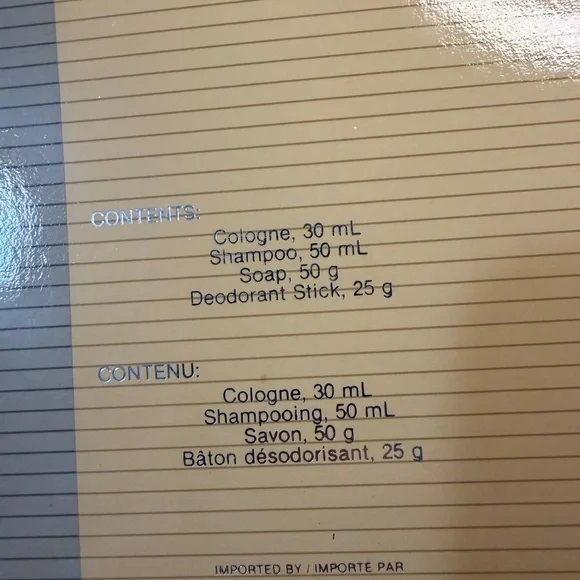 CONTENTS:
Cologne, 30 mL
Shampoo, 50 mL
Soap, 50 g
Deodorant Stick, 25 g
CONTENU:
Cologne, 30 mL
Shampooing, 50 mL
Savon, 50 g
Bâton désodorisant, 25 g
IMPORTED BY / IMPORTÉ PAR